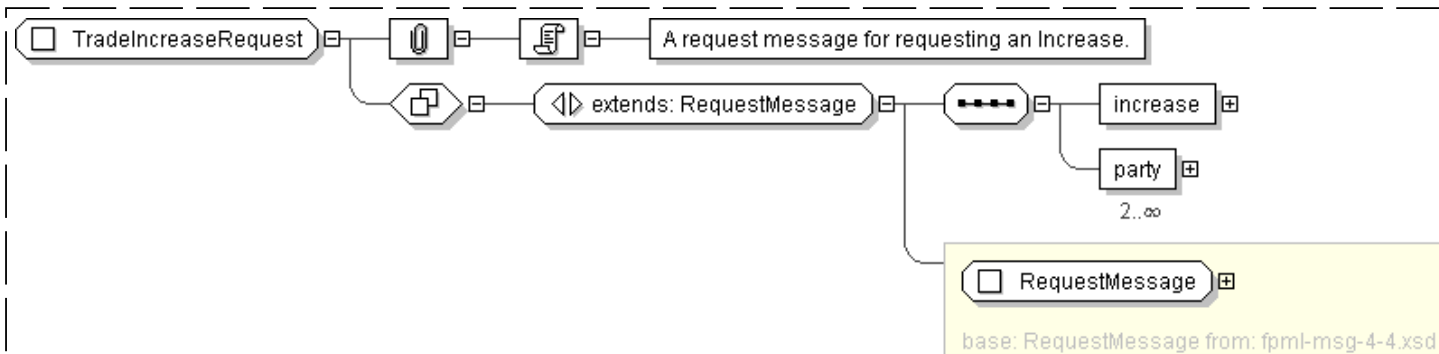 TradeIncreaseRequest
A request message for requesting an Increase.
extends: RequestMessage
increase
party
2..∞
RequestMessage
base: RequestMessage from: fpml-msg-4-4.xsd